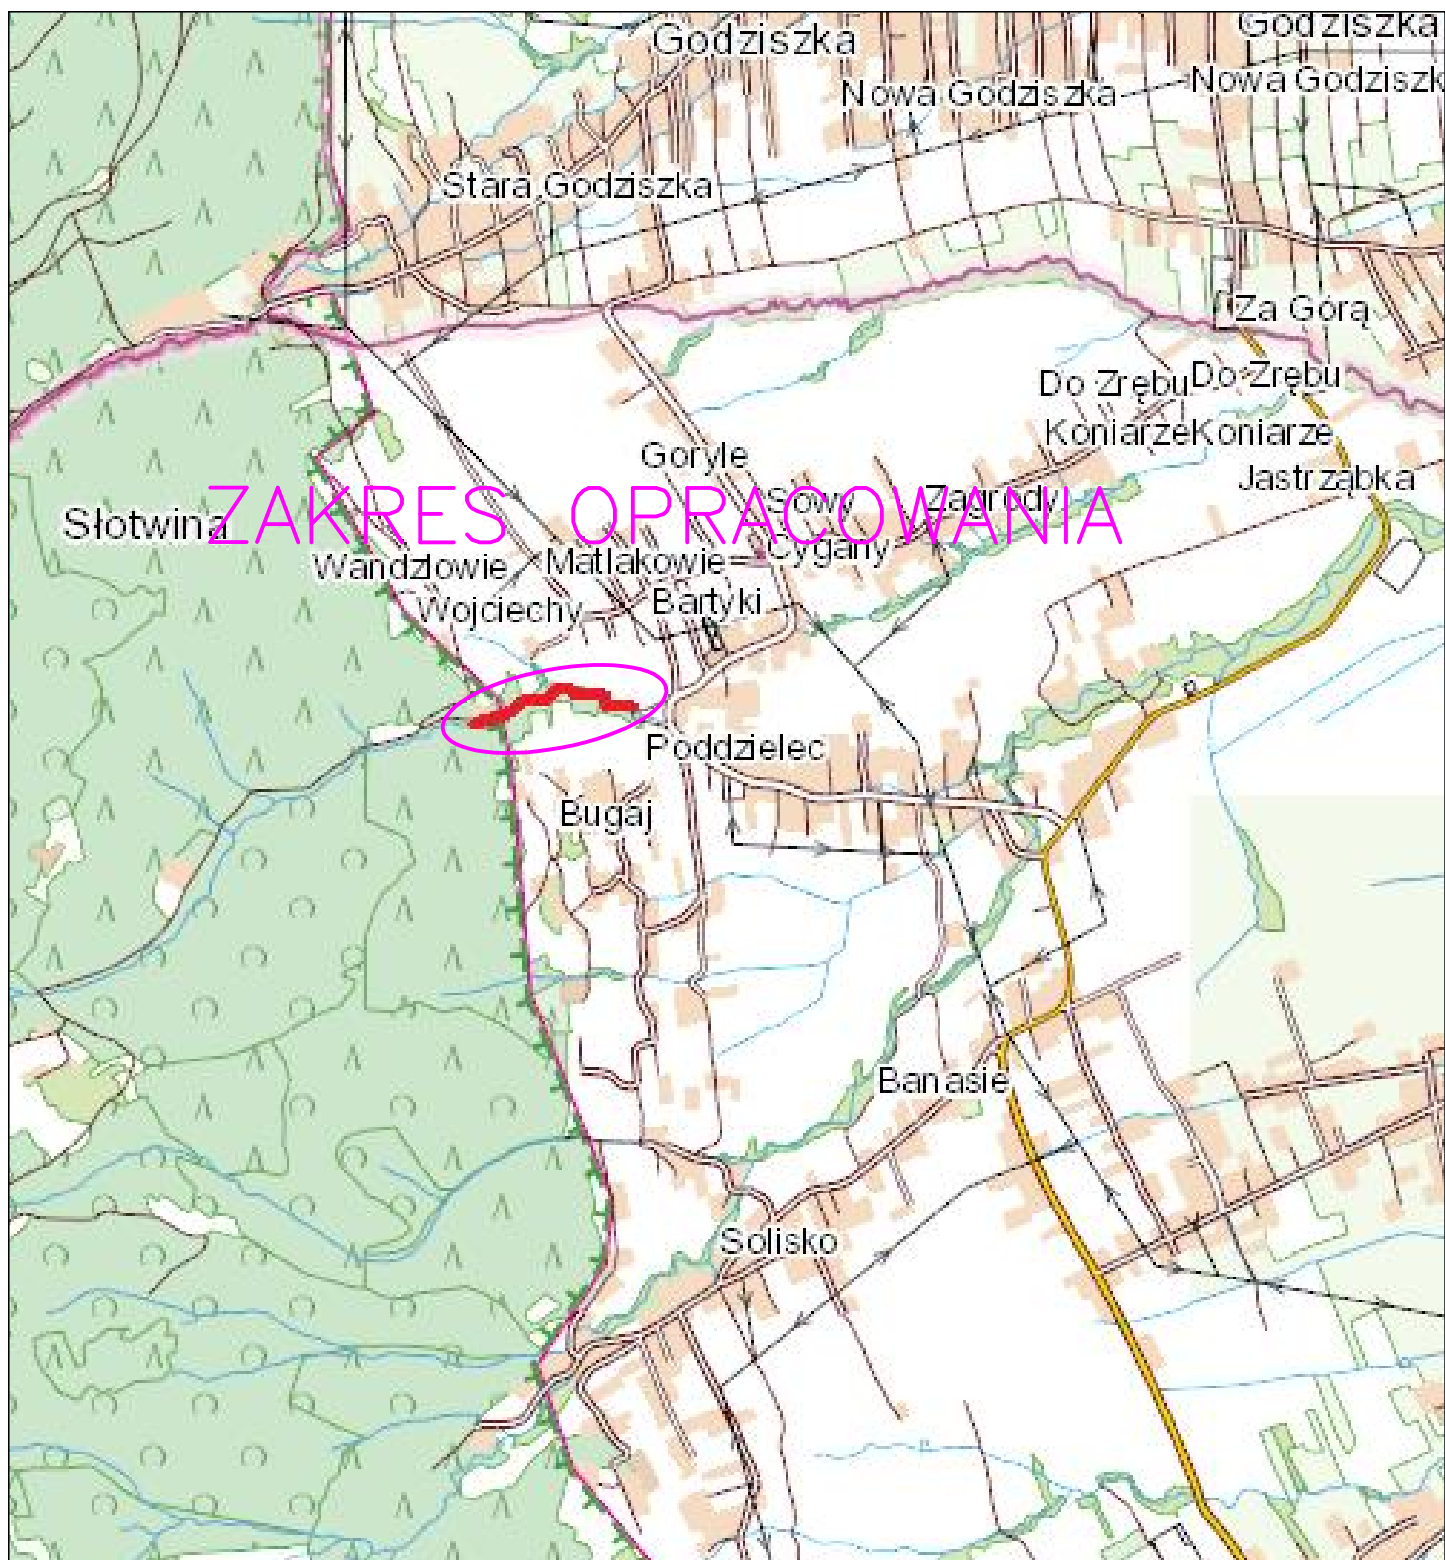 Godziszka
Godziszka
Nowa Godziszka
Nowa Godziszk
Stara Godziszka
Za Górą
Do Zrębu
Do Zrębu
Koniarze
Koniarze
Goryle
Jastrząbka
Sowy
Zagrody
ZAKRES OPRACOWANIA
Słotwina
Cygany
Wandzlowie
Matlakowie
Wojciechy
Bartyki
Poddzielec
Bugaj
Banasie
Solisko